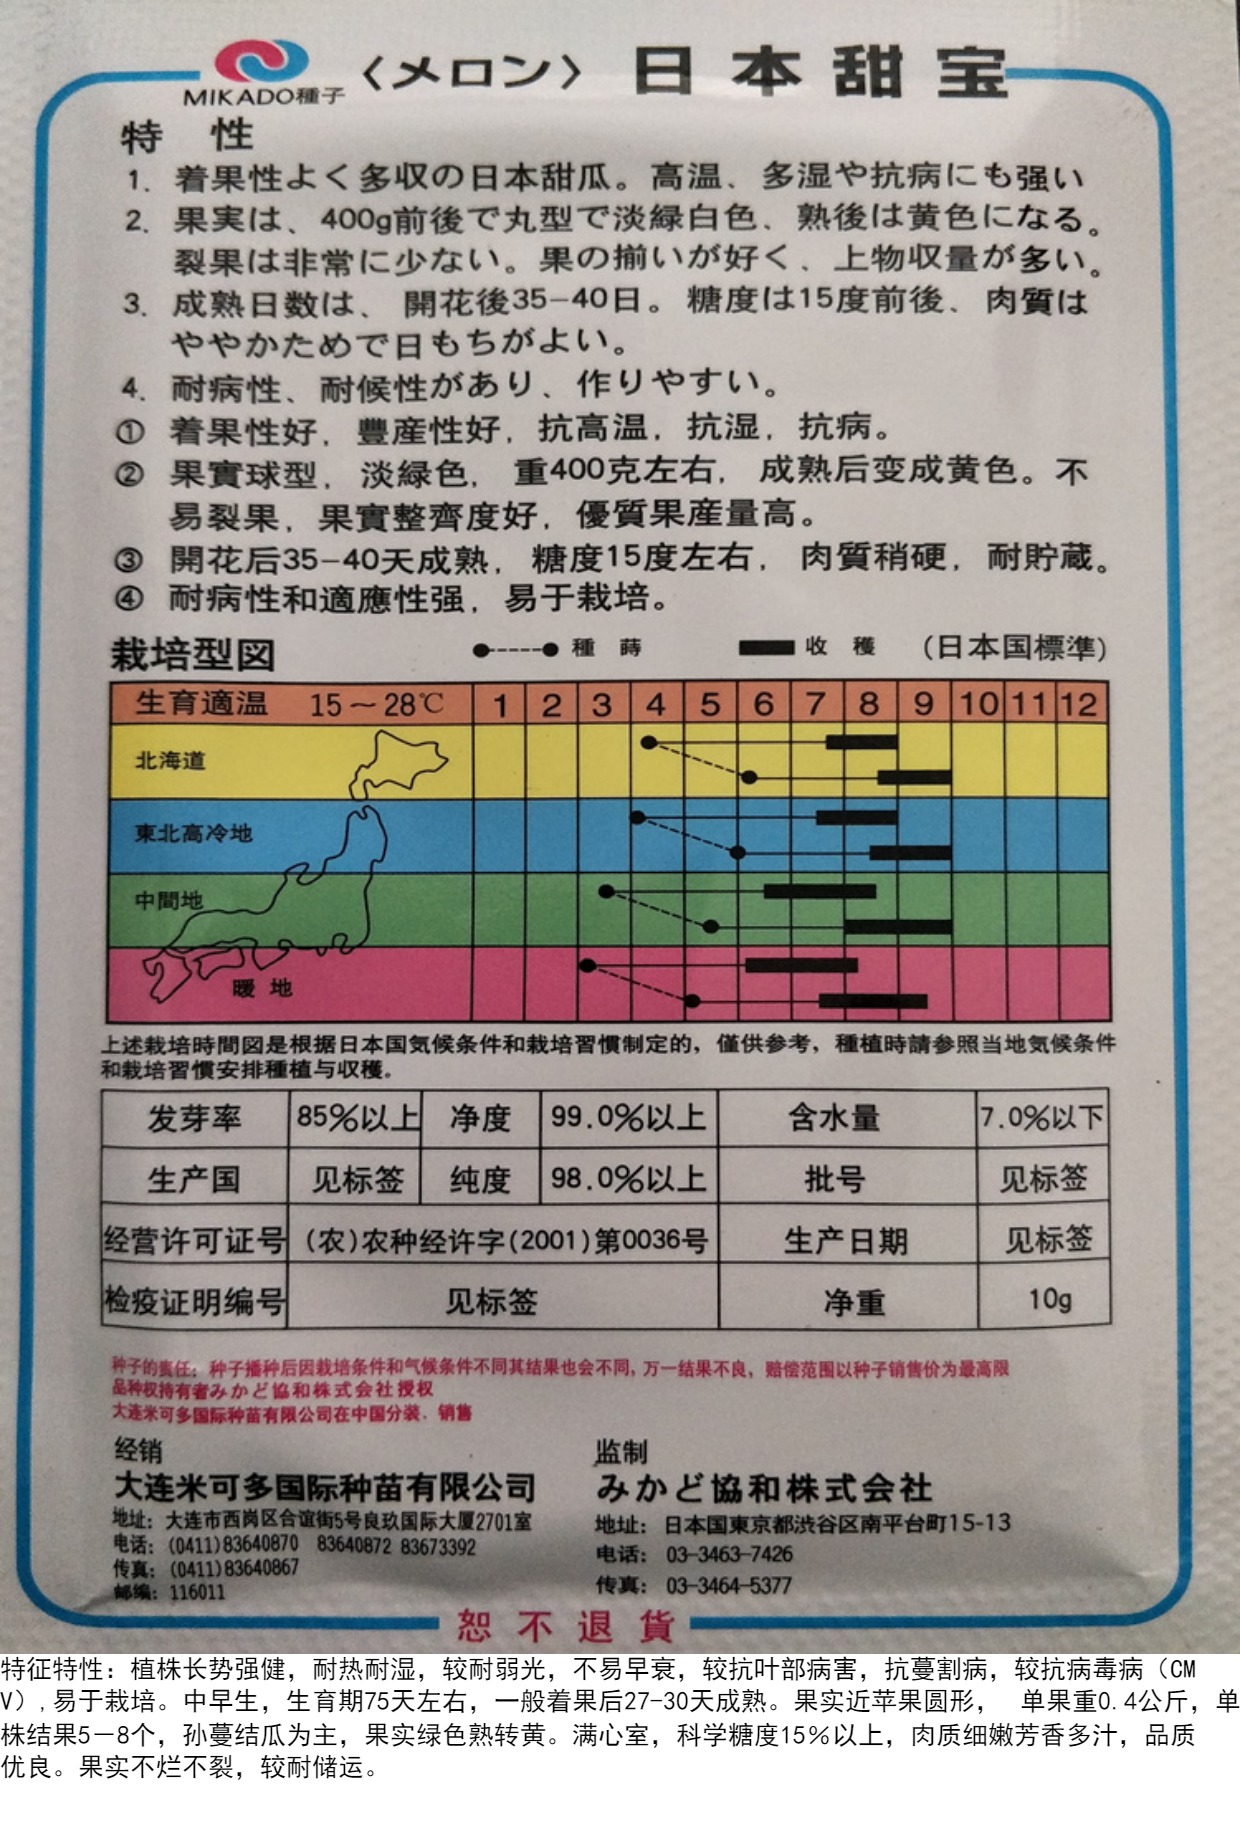 MIKADO種子
〈メロン〉 日本甜宝
特 性
1. 着果性よく多収の日本甜瓜。高温、多湿や抗病にも强い
2. 果実は、400g前後で丸型で淡緑白色、熟後は黄色になる。
裂果は非常に少ない。果の揃いが好く、上物収量が多い。
3. 成熟日数は、 開花後35-40日。糖度は15度前後、肉質は
ややかためで日もちがよい。
4. 耐病性、耐候性があり、作りやすい。
① 着果性好，豐産性好，抗高温，抗湿，抗病。
② 果實球型，淡緑色，重400克左右，成熟后变成黄色。不
易裂果，果實整齊度好，優質果産量高。
③ 開花后35-40天成熟，糖度15度左右，肉質稍硬，耐貯蔵。
④ 耐病性和適應性强，易于栽培。
栽培型図 種蒔 收穫 (日本国標準)
生育適温 15～28℃ 1 2 3 4 5 6 7 8 9 10 11 12
北海道
東北高冷地
中間地
暖地
上述栽培時間図是根据日本国気候条件和栽培習慣制定的，僅供参考，種植時請参照当地気候条件
和栽培習慣安排種植与収穫。
发芽率 85%以上 净度 99.0%以上 含水量 7.0%以下
生产国 见标签 纯度 98.0%以上 批号 见标签
经营许可证号 (农)农种经许字(2001)第0036号 生产日期 见标签
检疫证明编号 见标签 净重 10g
种子的责任：种子播种后因栽培条件和气候条件不同其结果也会不同，万一结果不良，赔偿范围以种子销售价为最高限
品种权持有者みかど協和株式会社授权
大连米可多国际种苗有限公司在中国分装、销售
经销
大连米可多国际种苗有限公司
地址：大连市西岗区合谊街5号良玖国际大厦2701室
电话：(0411)83640870 83640872 83673392
传真：(0411)83640867
邮编：116011
监制
みかど協和株式会社
地址：日本国東京都渋谷区南平台町15-13
电话： 03-3463-7426
传真： 03-3464-5377
恕不退貨
特征特性：植株长势强健，耐热耐湿，较耐弱光，不易早衰，较抗叶部病害，抗蔓割病，较抗病毒病（CM
V），易于栽培。中早生，生育期75天左右，一般着果后27-30天成熟。果实近苹果圆形， 单果重0.4公斤，单
株结果5－8个，孙蔓结瓜为主，果实绿色熟转黄。满心室，科学糖度15%以上，肉质细嫩芳香多汁，品质
优良。果实不烂不裂，较耐储运。